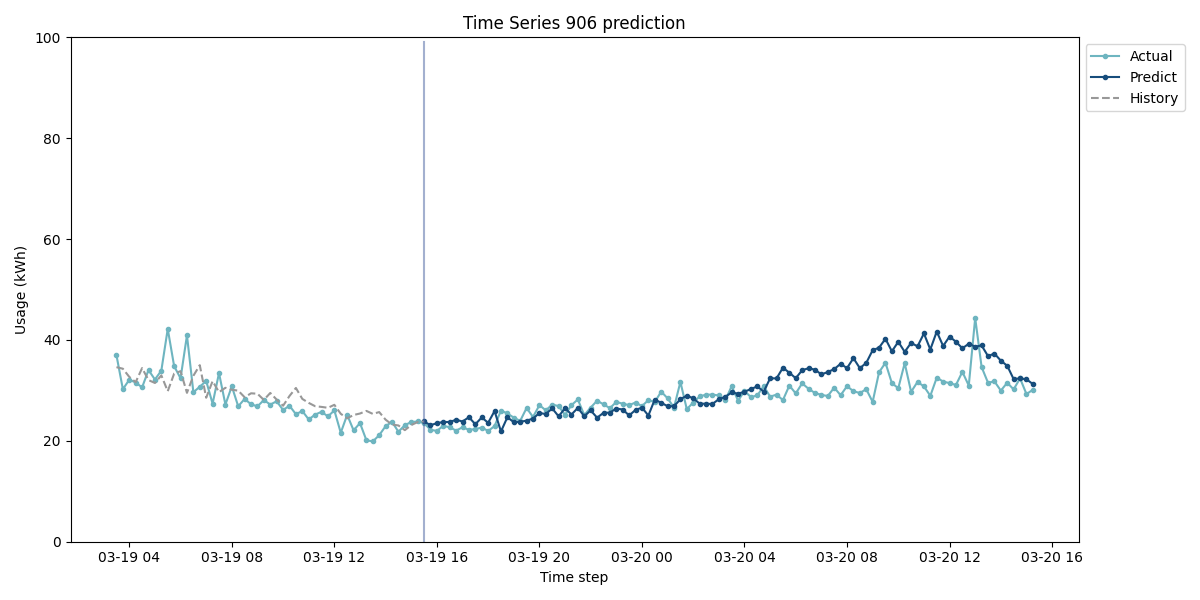 Time Series 906 prediction
Usage (kWh)
100
80
60
40
20
0
03-19 04
03-19 08
03-19 12
03-19 16
03-19 20
03-20 00
03-20 04
03-20 08
03-20 12
03-20 16
Time step
Actual
Predict
History